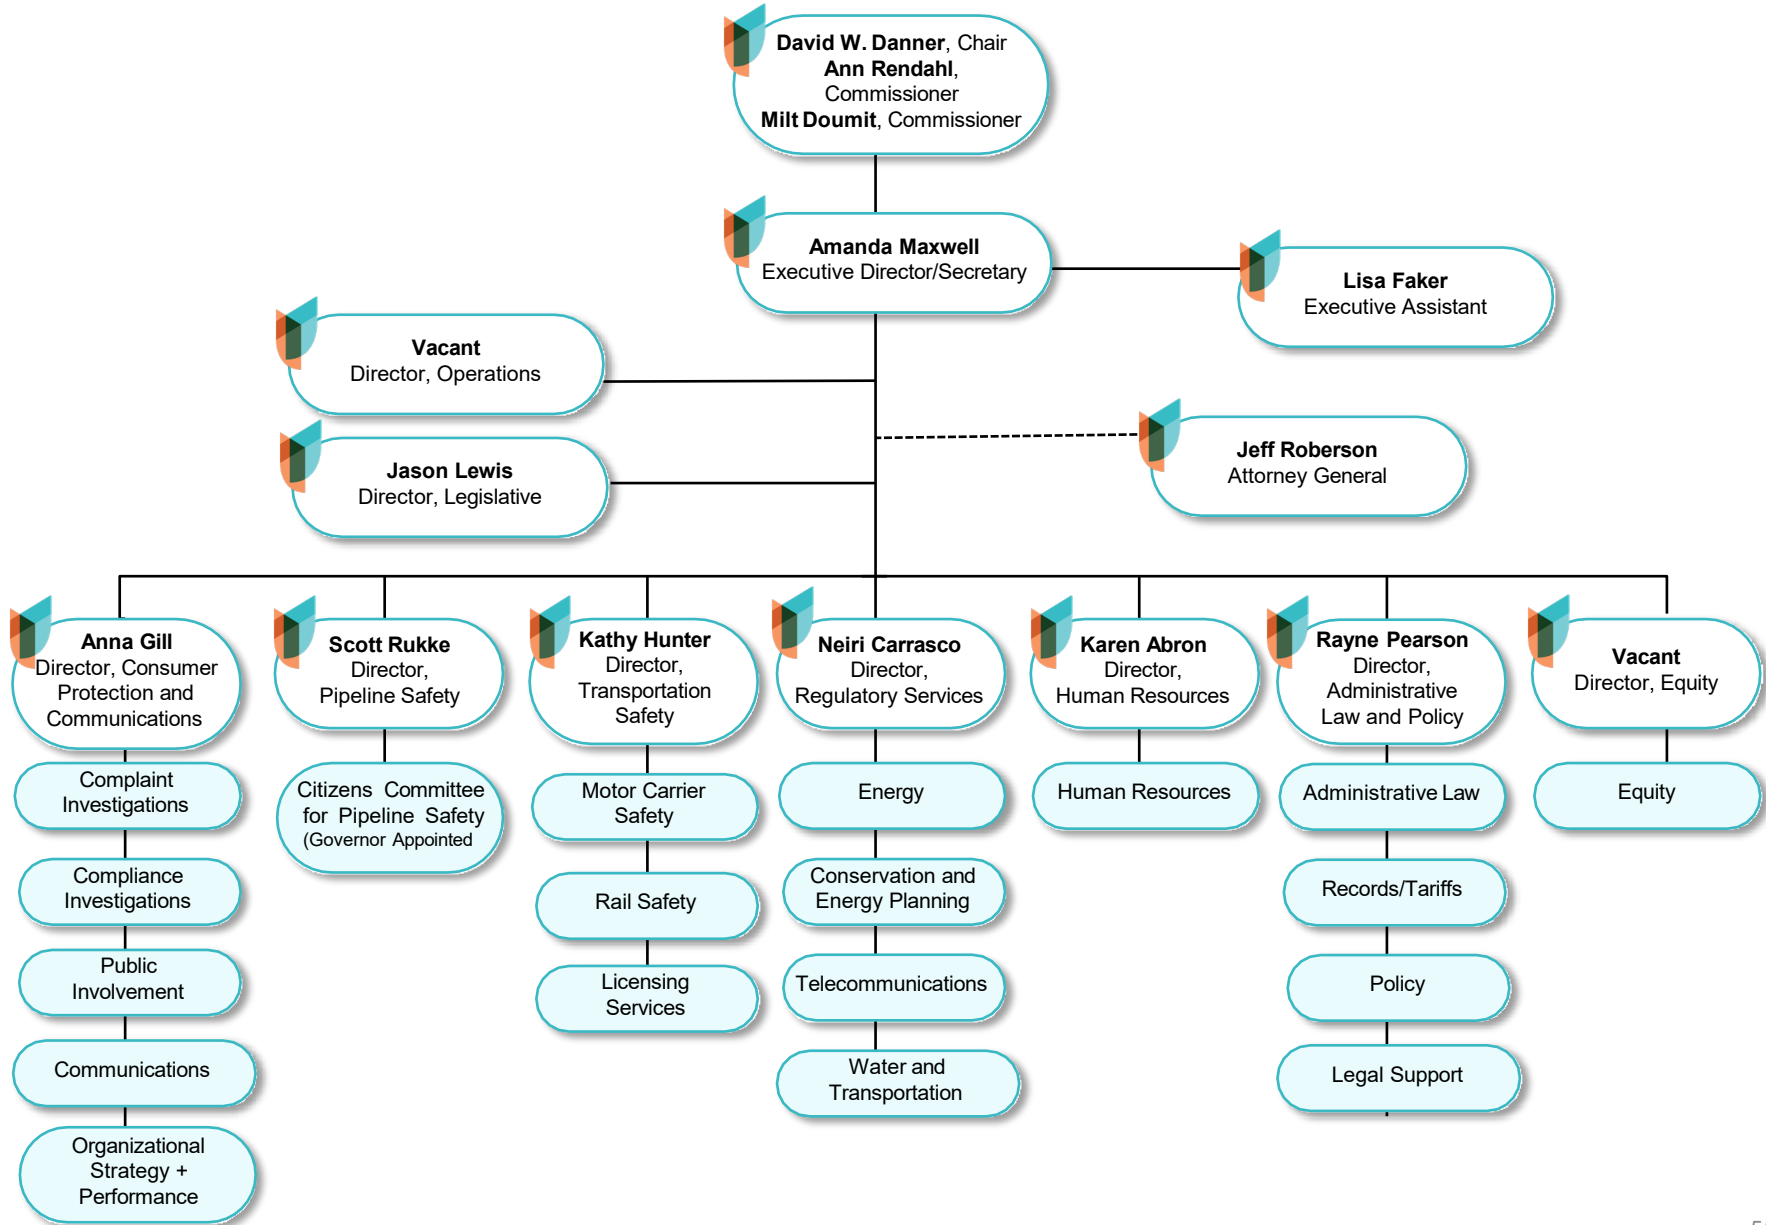 David W. Danner, Chair
Ann Rendahl,
Commissioner
Milt Doumit, Commissioner
Amanda Maxwell
Executive Director/Secretary
Lisa Faker
Executive Assistant
Vacant
Director, Operations
Jeff Roberson
Attorney General
Jason Lewis
Director, Legislative
Anna Gill
Director, Consumer
Protection and
Communications
Complaint
Investigations
Compliance
Investigations
Public
Involvement
Communications
Organizational
Strategy +
Performance
Scott Rukke
Director,
Pipeline Safety
Citizens Committee
for Pipeline Safety
(Governor Appointed
Kathy Hunter
Director,
Transportation
Safety
Motor Carrier
Safety
Rail Safety
Licensing
Services
Neiri Carrasco
Director,
Regulatory Services
Energy
Conservation and
Energy Planning
Telecommunications
Water and
Transportation
Karen Abron
Director,
Human Resources
Human Resources
Rayne Pearson
Director,
Administrative
Law and Policy
Administrative Law
Records/Tariffs
Policy
Legal Support
Vacant
Director, Equity
Equity